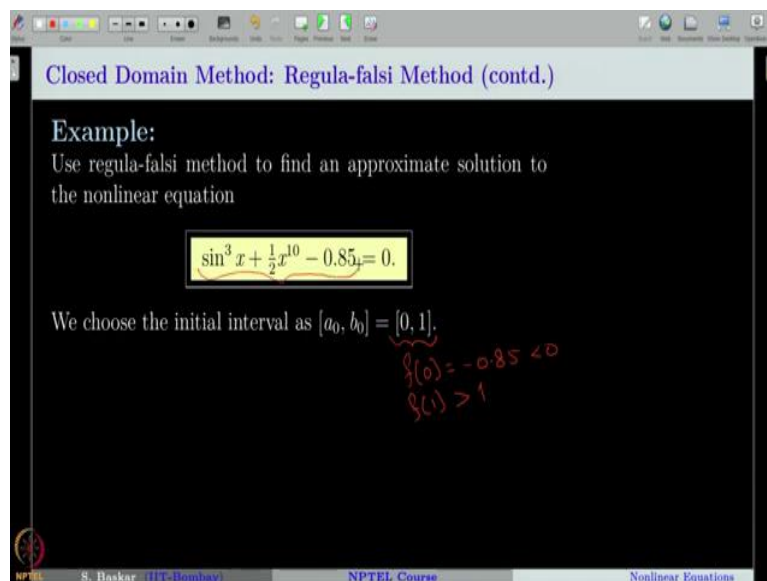 Closed Domain Method: Regula-falsi Method (contd.)
Example:
Use regula-falsi method to find an approximate solution to
the nonlinear equation
sin³ x + ½x¹⁰ − 0.85 = 0.
We choose the initial interval as [a₀, b₀] = [0, 1].
f(0) = -0.85 < 0
f(1) > 1
NPTEL
S. Baskar (IIT-Bombay)
NPTEL Course
Nonlinear Equations